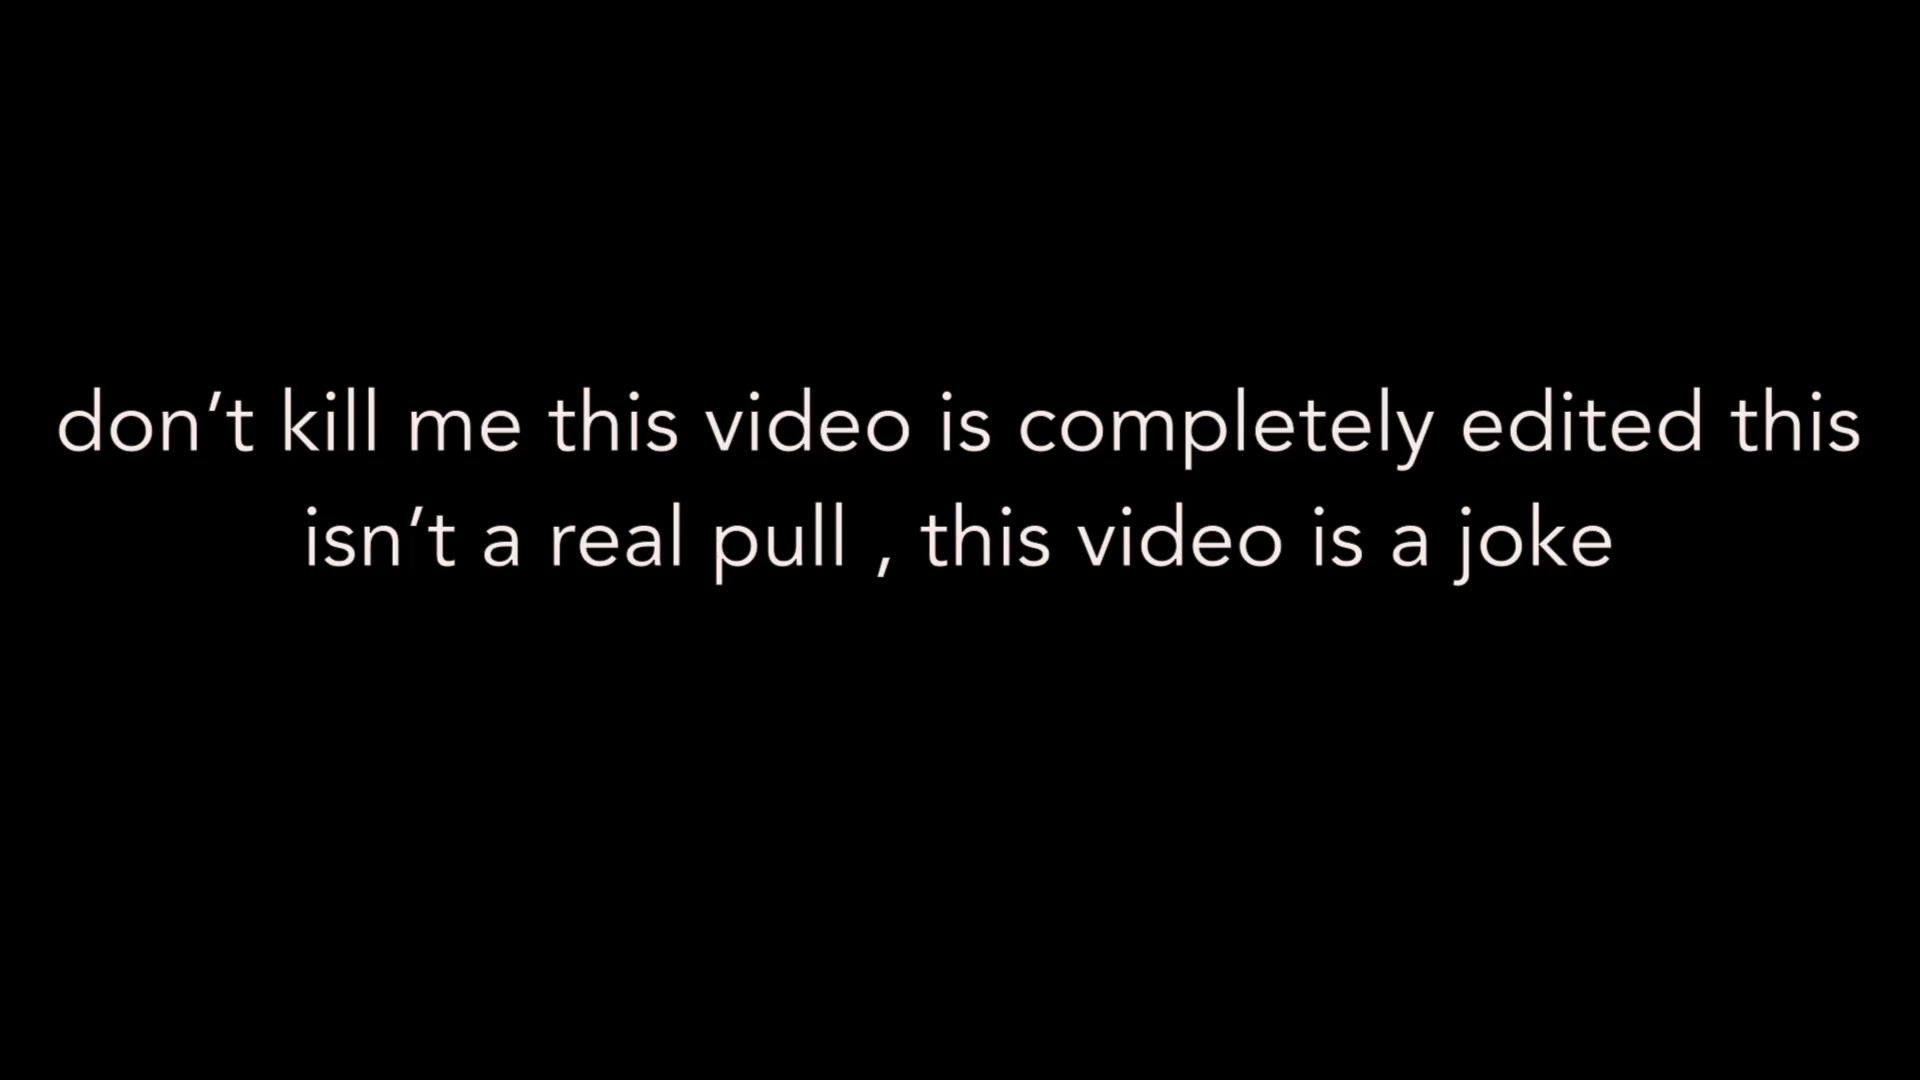 don’t kill me this video is completely edited this
isn’t a real pull , this video is a joke